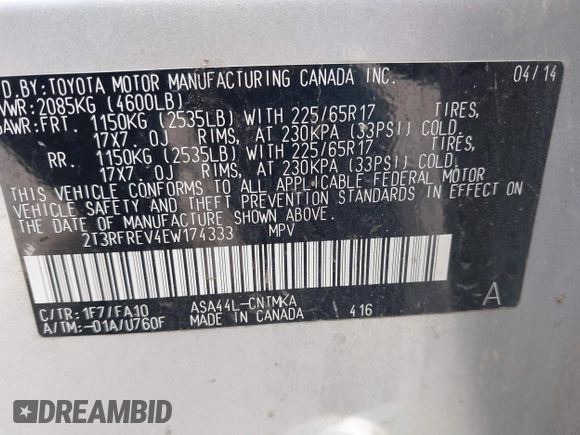 D.BY:TOYOTA MOTOR MANUFACTURING CANADA INC. 04/14
VWR:2085KG (4600LB)
GAWR:FRT. 1150KG (2535LB) WITH 225/65R17 TIRES,
17X7.0J RIMS, AT 230KPA (33PSI) COLD.
RR. 1150KG (2535LB) WITH 225/65R17 TIRES,
17X7.0J RIMS, AT 230KPA (33PSI) COLD.
THIS VEHICLE CONFORMS TO ALL APPLICABLE FEDERAL MOTOR
VEHICLE SAFETY AND THEFT PREVENTION STANDARDS IN EFFECT ON
THE DATE OF MANUFACTURE SHOWN ABOVE.
2T3RFREV4EW174333 MPV
C/TR:1F7/FA10 ASA44L-CNTMKA A
A/TM:-01A/U760F MADE IN CANADA 416
DREAMBID